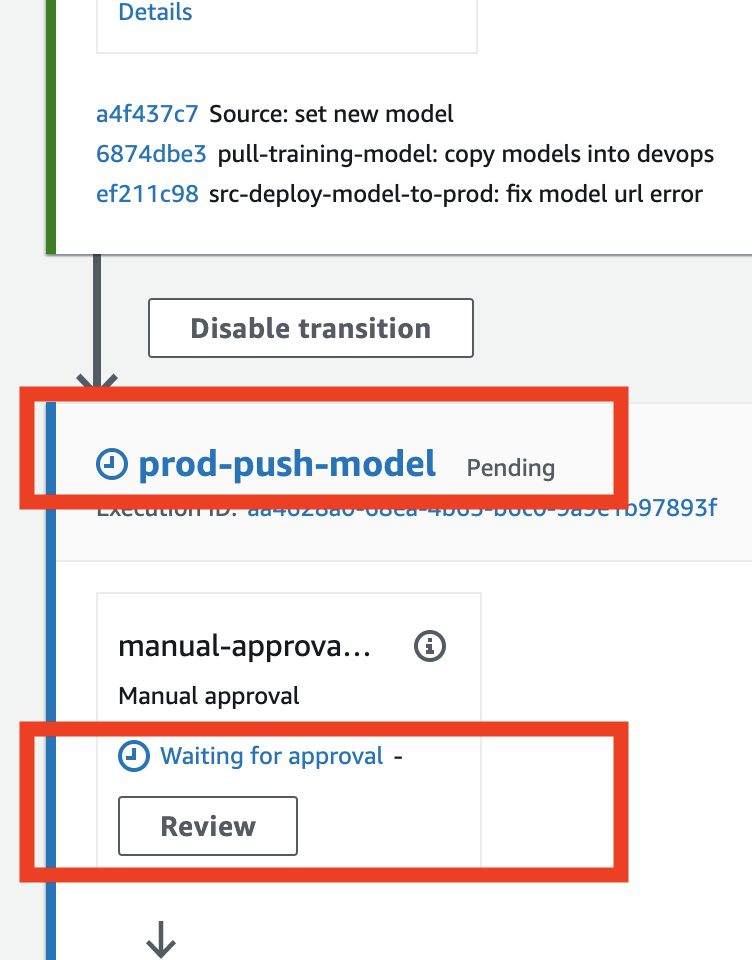 Details
a4f437c7 Source: set new model
6874dbe3 pull-training-model: copy models into devops
ef211c98 src-deploy-model-to-prod: fix model url error
Disable transition
prod-push-model Pending
Execution ID:
manual-approva...
Manual approval
Waiting for approval -
Review